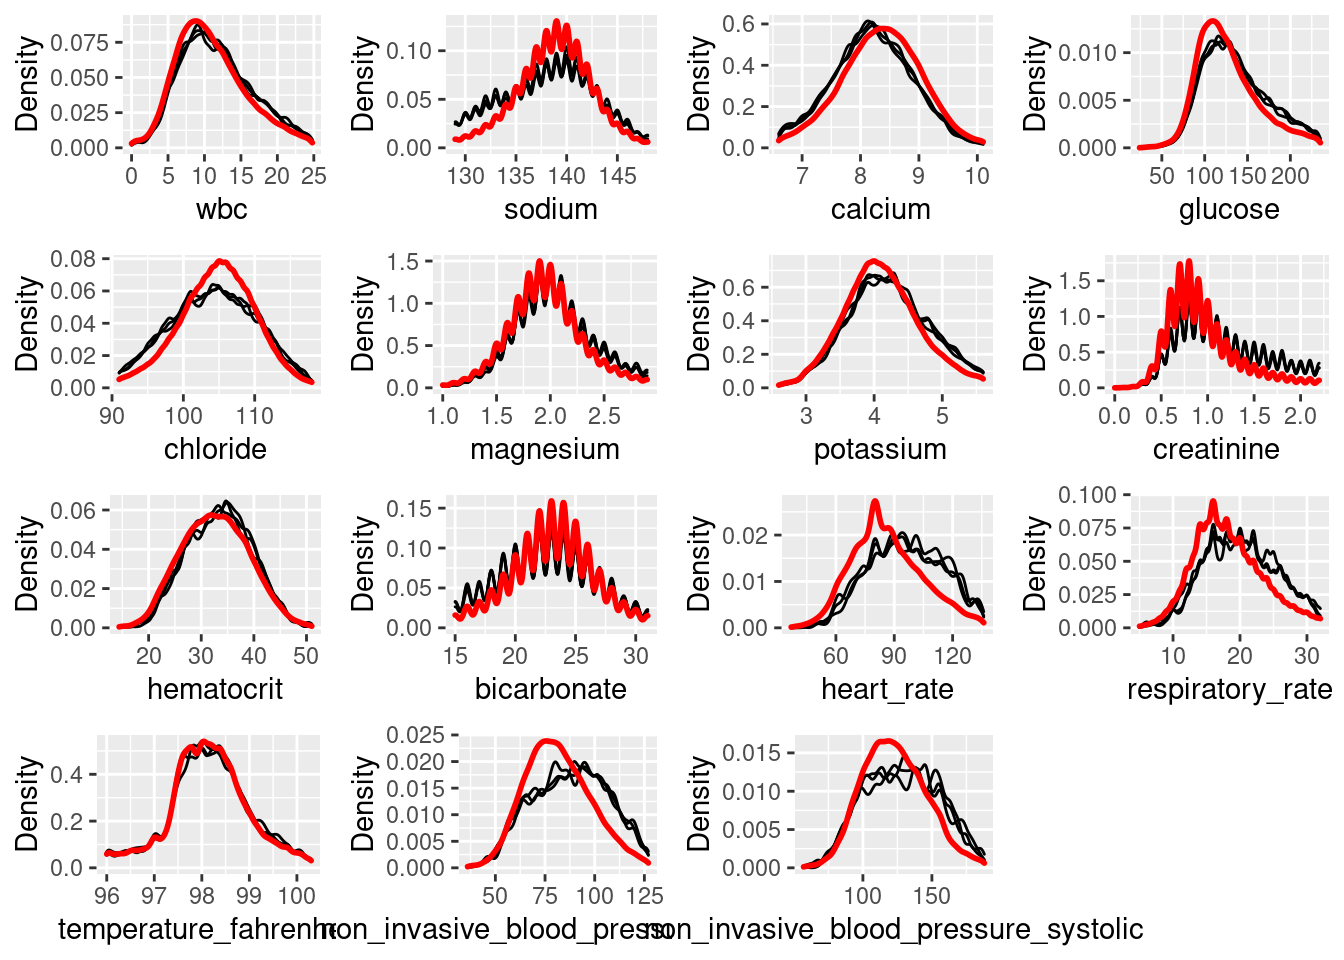 Density
0.000 0.025 0.050 0.075
0 5 10 15 20 25
wbc
Density
0.00 0.05 0.10
130 135 140 145
sodium
Density
0.0 0.2 0.4 0.6
7 8 9 10
calcium
Density
0.000 0.005 0.010
50 100 150 200
glucose
Density
0.00 0.02 0.04 0.06 0.08
90 100 110
chloride
Density
0.0 0.5 1.0 1.5
1.0 1.5 2.0 2.5
magnesium
Density
0.0 0.2 0.4 0.6
3 4 5
potassium
Density
0.0 0.5 1.0 1.5
0.0 0.5 1.0 1.5 2.0
creatinine
Density
0.00 0.02 0.04 0.06
20 30 40 50
hematocrit
Density
0.00 0.05 0.10 0.15
15 20 25 30
bicarbonate
Density
0.00 0.01 0.02
60 90 120
heart_rate
Density
0.000 0.025 0.050 0.075 0.100
10 20 30
respiratory_rate
Density
0.0 0.2 0.4
96 97 98 99 100
temperature_fahrenhe
Density
0.000 0.005 0.010 0.015 0.020 0.025
50 75 100 125
non_invasive_blood_press
Density
0.000 0.005 0.010 0.015
100 150
non_invasive_blood_pressure_systolic